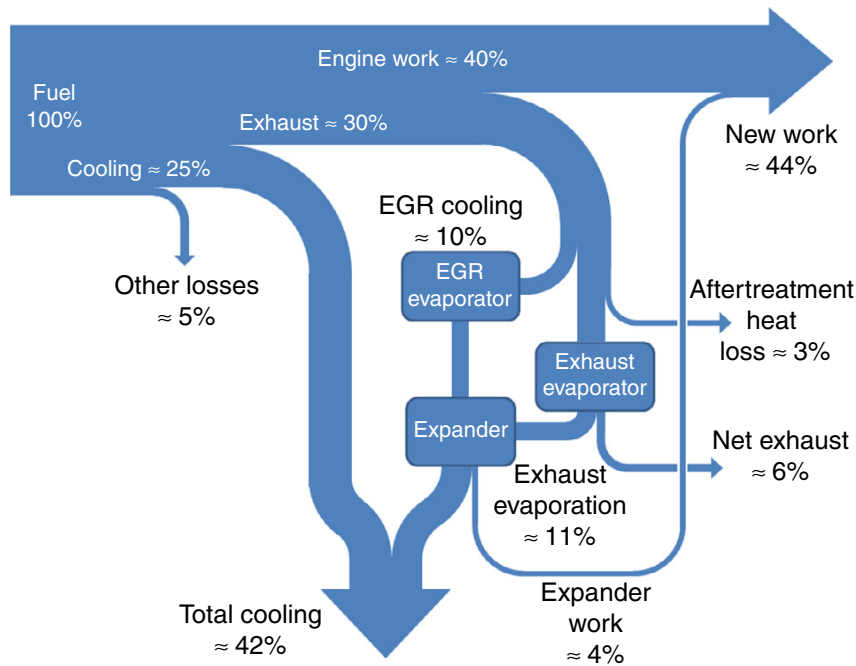 Engine work ≈ 40%
Fuel
100%
Exhaust ≈ 30%
Cooling ≈ 25%
New work
≈ 44%
EGR cooling
≈ 10%
EGR
evaporator
Other losses
≈ 5%
Aftertreatment
heat
loss ≈ 3%
Exhaust
evaporator
Expander
Net exhaust
≈ 6%
Exhaust
evaporation
≈ 11%
Total cooling
≈ 42%
Expander
work
≈ 4%